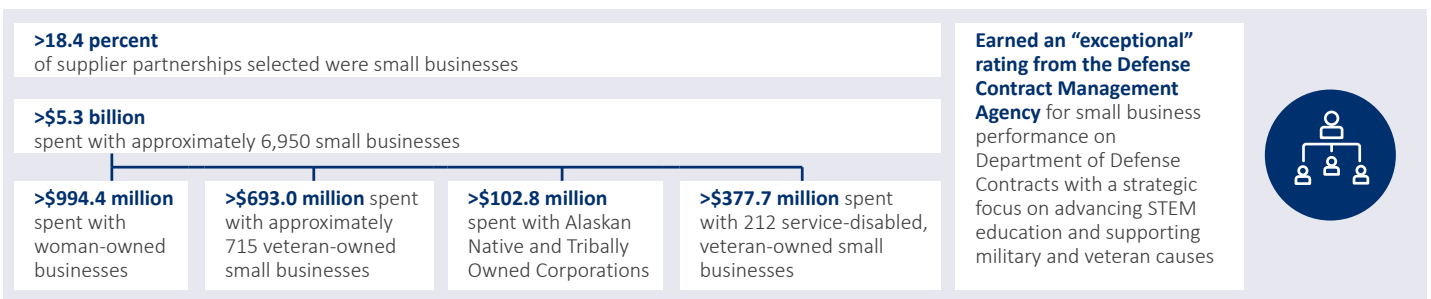 >18.4 percent
of supplier partnerships selected were small businesses
>$5.3 billion
spent with approximately 6,950 small businesses
>$994.4 million
spent with
woman-owned
businesses
>$693.0 million spent
with approximately
715 veteran-owned
small businesses
>$102.8 million
spent with Alaskan
Native and Tribally
Owned Corporations
>$377.7 million spent
with 212 service-disabled,
veteran-owned small
businesses
Earned an “exceptional”
rating from the Defense
Contract Management
Agency for small business
performance on
Department of Defense
Contracts with a strategic
focus on advancing STEM
education and supporting
military and veteran causes